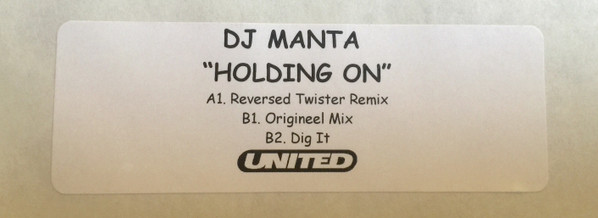 DJ MANTA
“HOLDING ON”
A1. Reversed Twister Remix
B1. Origineel Mix
B2. Dig It
UNITED